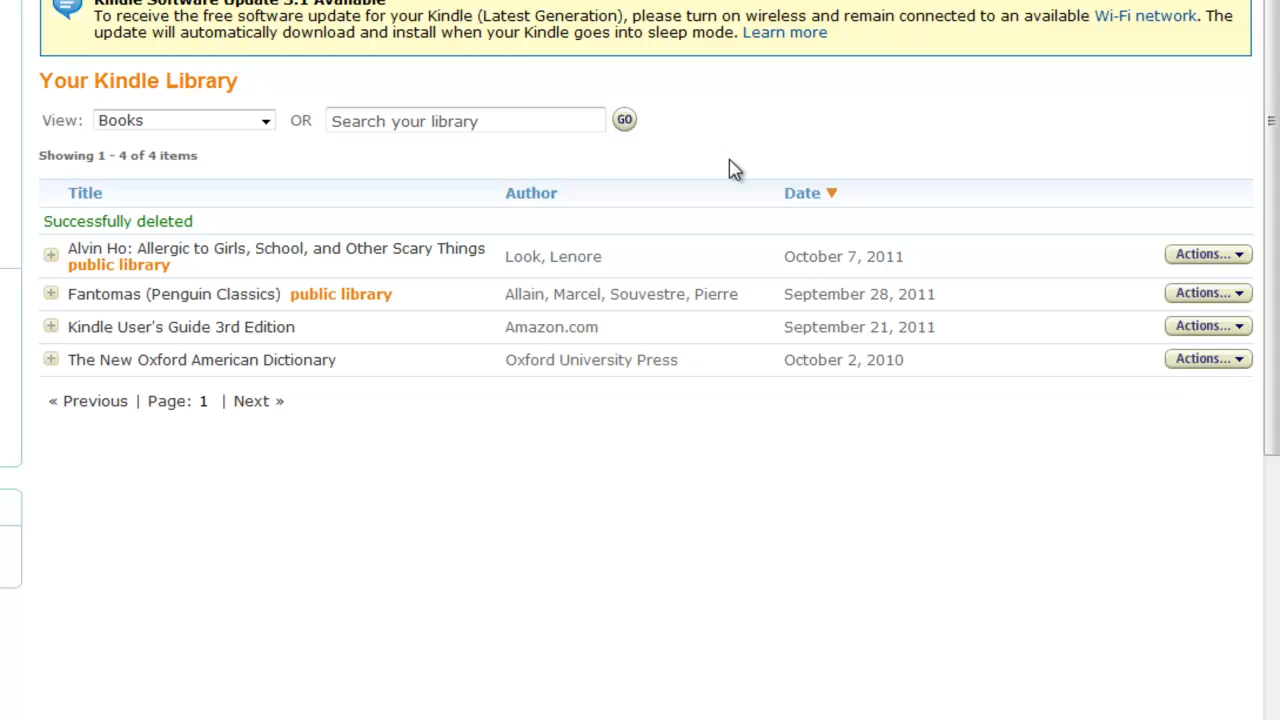 Kindle Software Update 3.1 Available
To receive the free software update for your Kindle (Latest Generation), please turn on wireless and remain connected to an available Wi-Fi network. The
update will automatically download and install when your Kindle goes into sleep mode. Learn more
Your Kindle Library
View: Books OR Search your library GO
Showing 1 - 4 of 4 items
Title Author Date
Successfully deleted
Alvin Ho: Allergic to Girls, School, and Other Scary Things
public library
Look, Lenore October 7, 2011 Actions...
Fantomas (Penguin Classics) public library Allain, Marcel, Souvestre, Pierre September 28, 2011 Actions...
Kindle User's Guide 3rd Edition Amazon.com September 21, 2011 Actions...
The New Oxford American Dictionary Oxford University Press October 2, 2010 Actions...
« Previous | Page: 1 | Next »